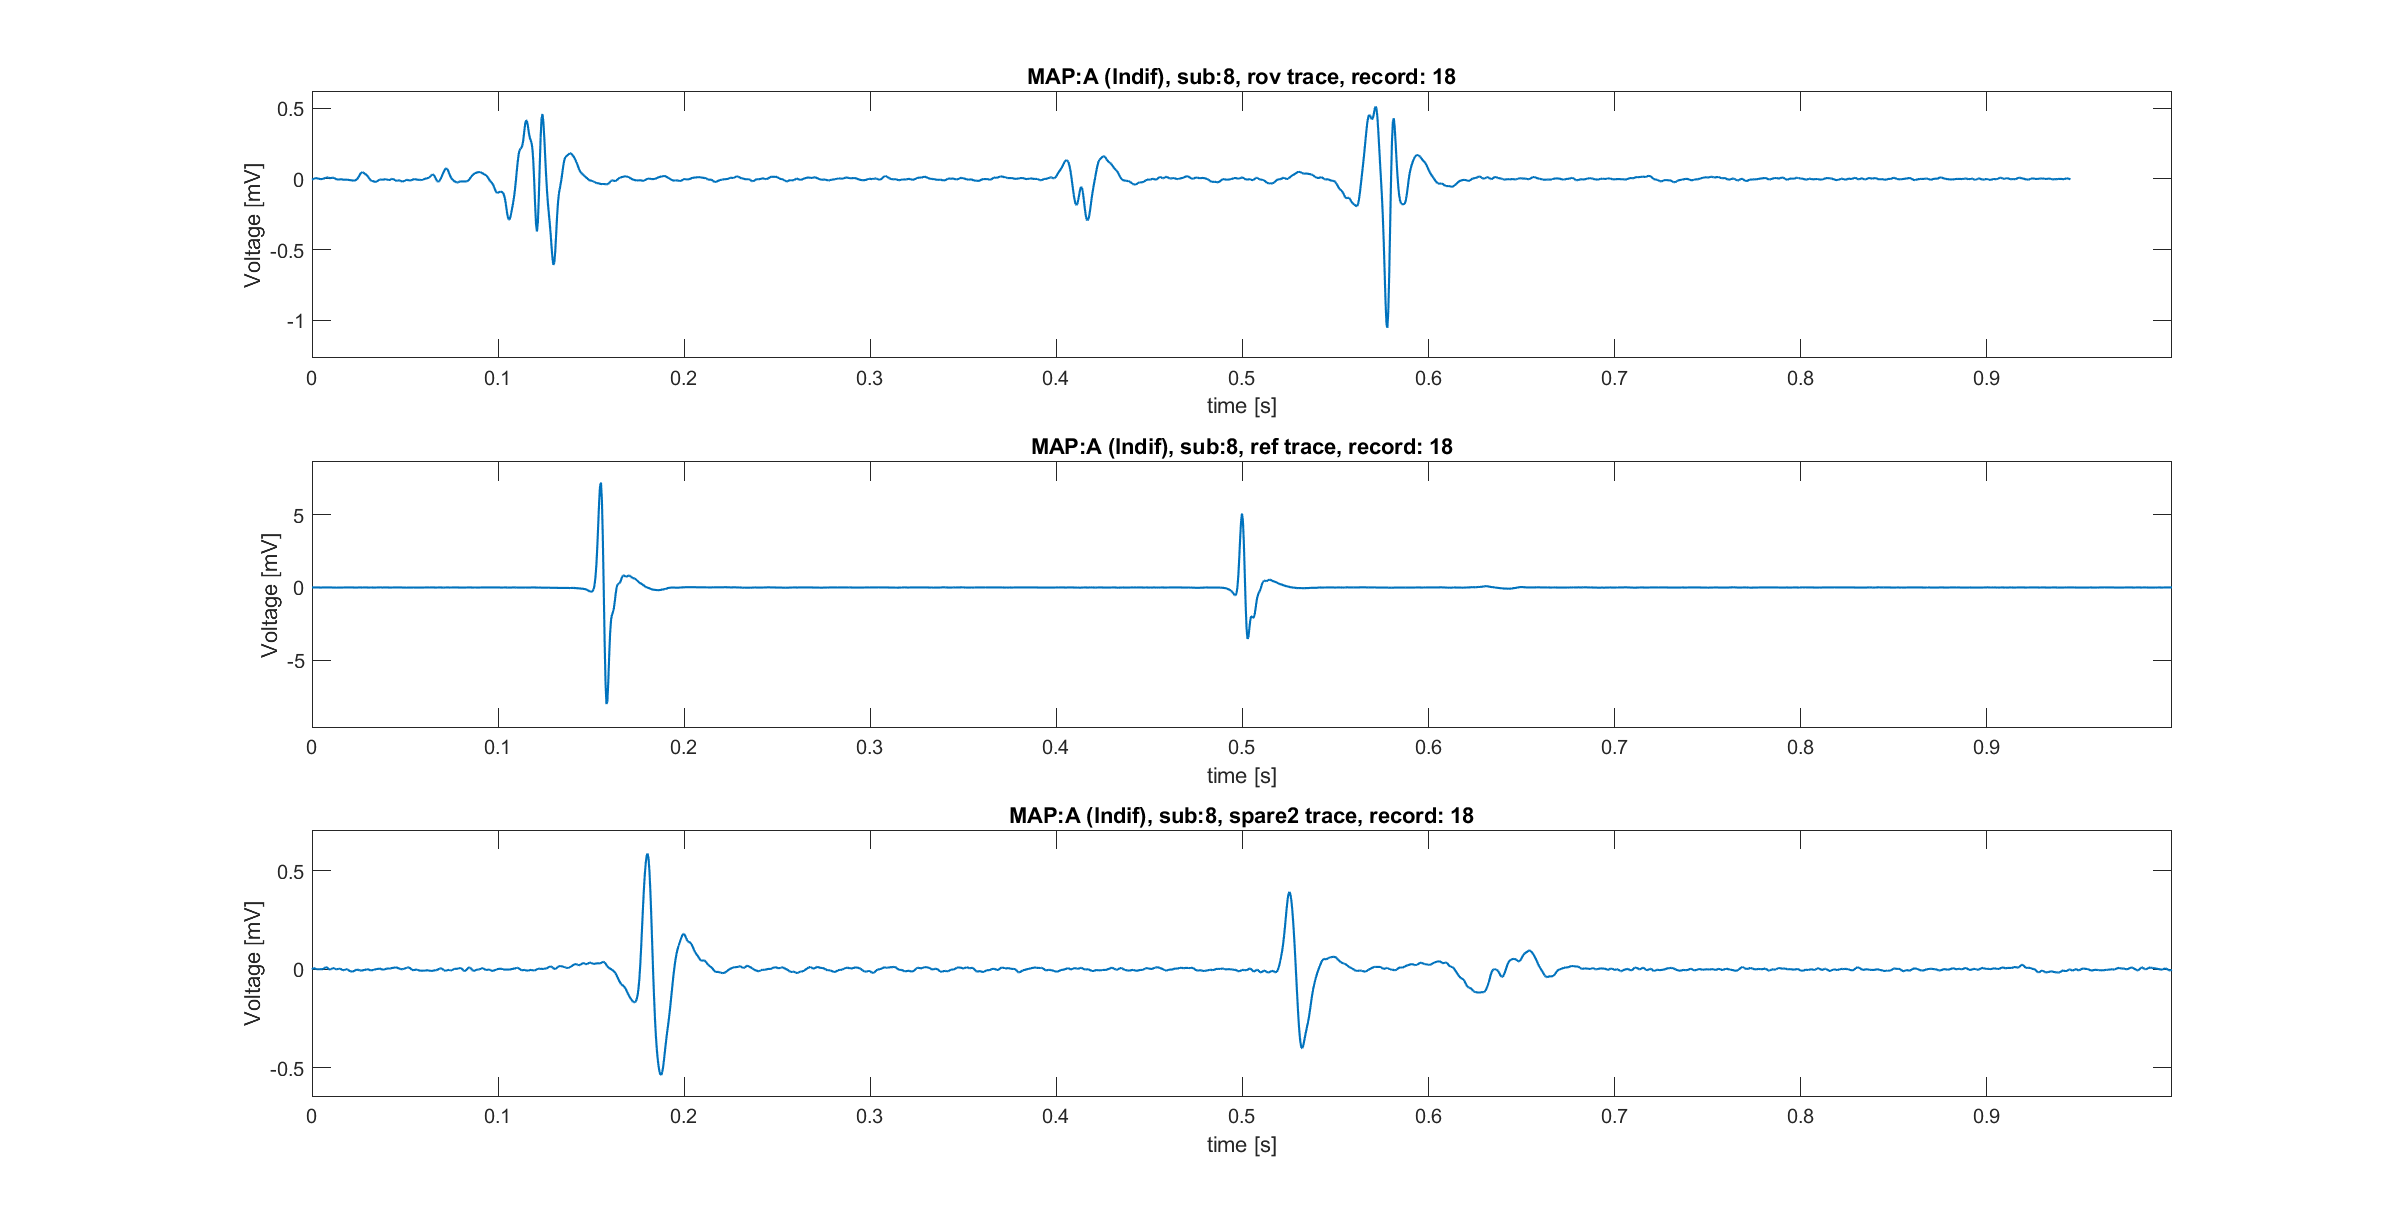 MAP:A (Indif), sub:8, rov trace, record: 18
Voltage [mV]
0.5
0
-0.5
-1
0 0.1 0.2 0.3 0.4 0.5 0.6 0.7 0.8 0.9
time [s]
MAP:A (Indif), sub:8, ref trace, record: 18
Voltage [mV]
5
0
-5
0 0.1 0.2 0.3 0.4 0.5 0.6 0.7 0.8 0.9
time [s]
MAP:A (Indif), sub:8, spare2 trace, record: 18
Voltage [mV]
0.5
0
-0.5
0 0.1 0.2 0.3 0.4 0.5 0.6 0.7 0.8 0.9
time [s]